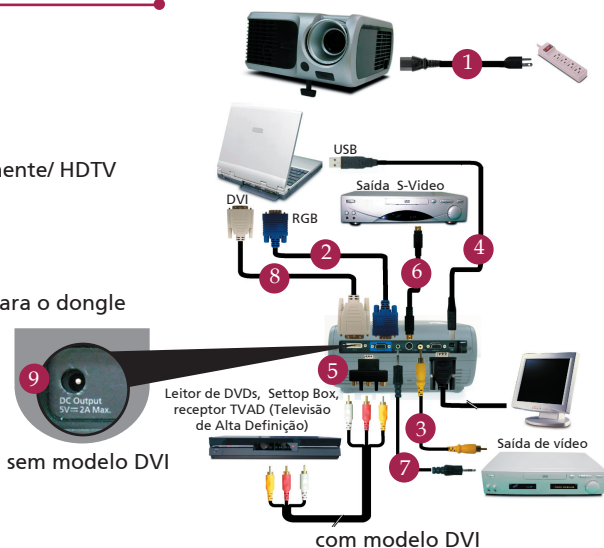 1
nente/ HDTV
USB
Saída S-Video
DVI
RGB
2
4
8
6
ara o dongle
9
DC Output
5V⎓2A Max.
5
Leitor de DVDs, Settop Box,
receptor TVAD (Televisão
de Alta Definição)
3
Saída de vídeo
7
sem modelo DVI
com modelo DVI